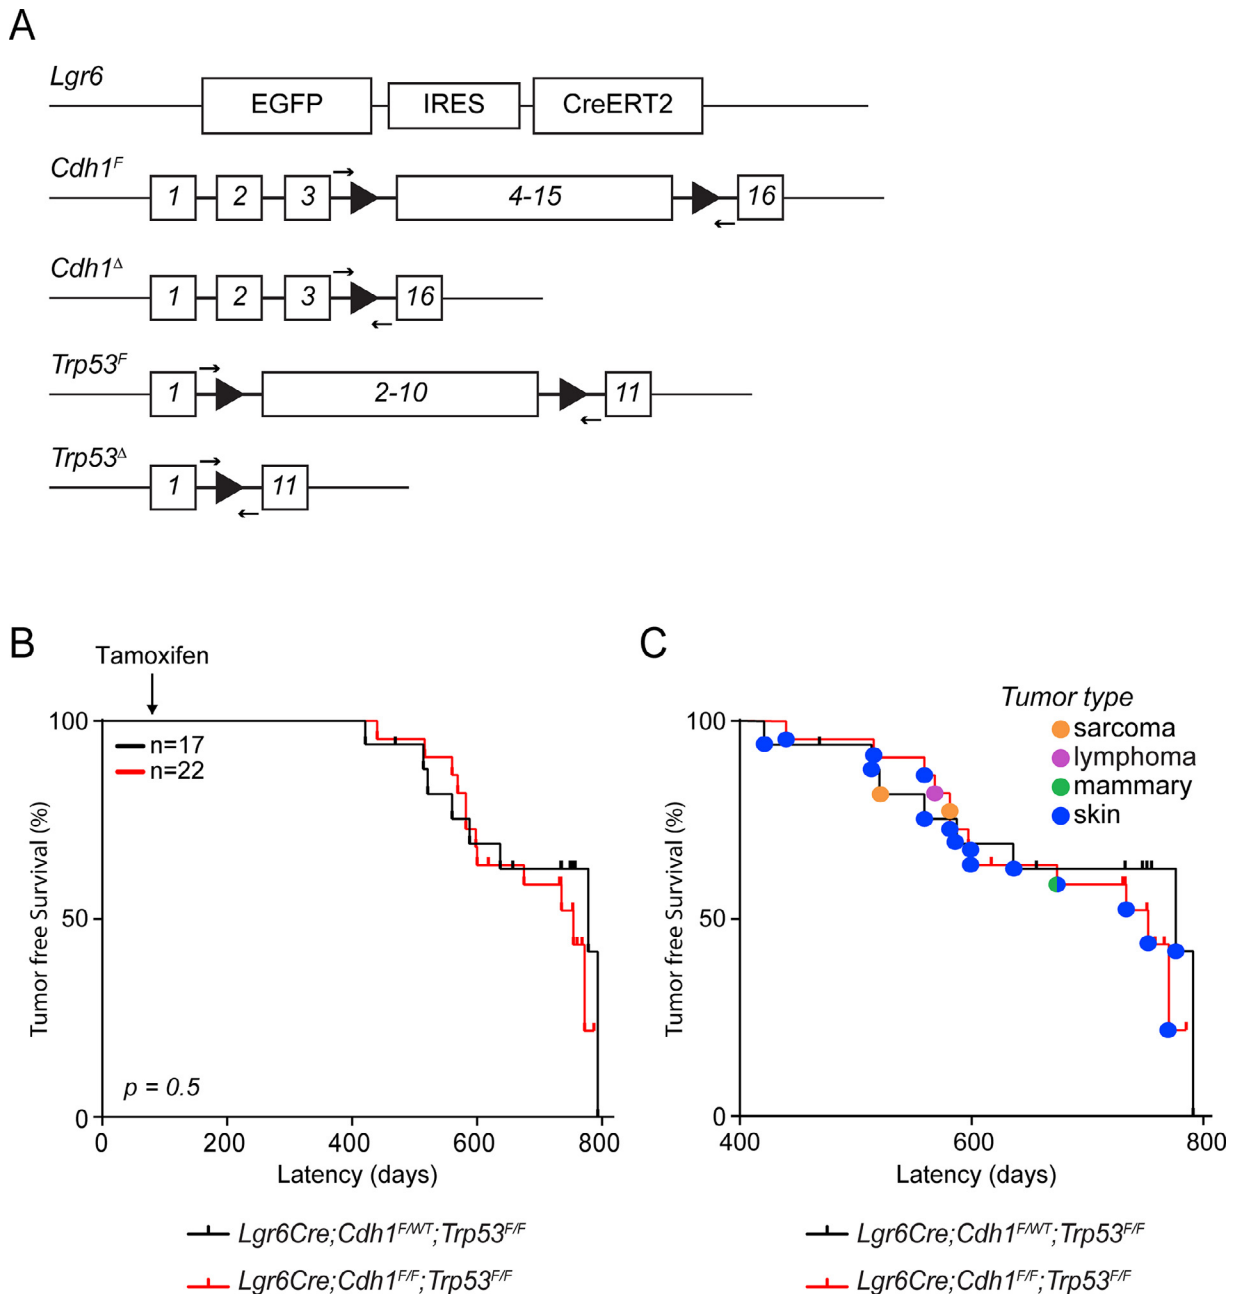 A
Lgr6
EGFP IRES CreERT2
Cdh1F
1 2 3 4-15 16
Cdh1Δ
1 2 3 16
Trp53F
1 2-10 11
Trp53Δ
1 11
B
Tamoxifen
100
n=17
n=22
50
0
p = 0.5
Tumor free Survival (%)
0 200 400 600 800
Latency (days)
Lgr6Cre;Cdh1F/WT;Trp53F/F
Lgr6Cre;Cdh1F/F;Trp53F/F
C
Tumor type
sarcoma
lymphoma
mammary
skin
100
50
0
Tumor free Survival (%)
400 600 800
Latency (days)
Lgr6Cre;Cdh1F/WT;Trp53F/F
Lgr6Cre;Cdh1F/F;Trp53F/F